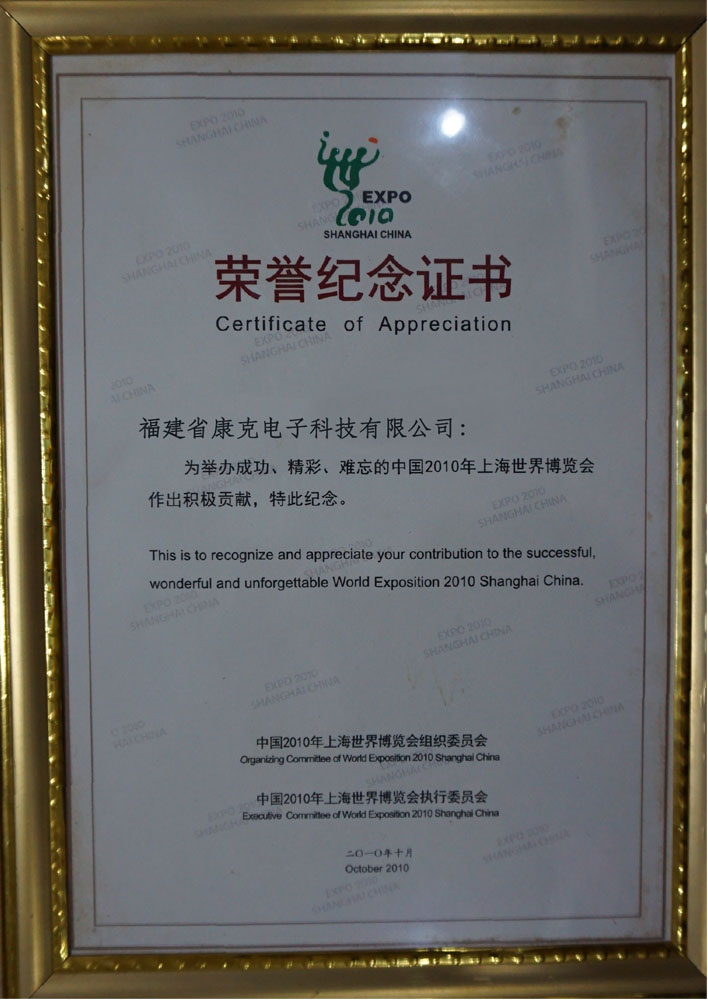 EXPO
2010
SHANGHAI CHINA
荣誉纪念证书
Certificate of Appreciation
福建省康克电子科技有限公司：
为举办成功、精彩、难忘的中国2010年上海世界博览会
作出积极贡献，特此纪念。
This is to recognize and appreciate your contribution to the successful,
wonderful and unforgettable World Exposition 2010 Shanghai China.
中国2010年上海世界博览会组织委员会
Organizing Committee of World Exposition 2010 Shanghai China
中国2010年上海世界博览会执行委员会
Executive Committee of World Exposition 2010 Shanghai China
二〇一〇年十月
October 2010